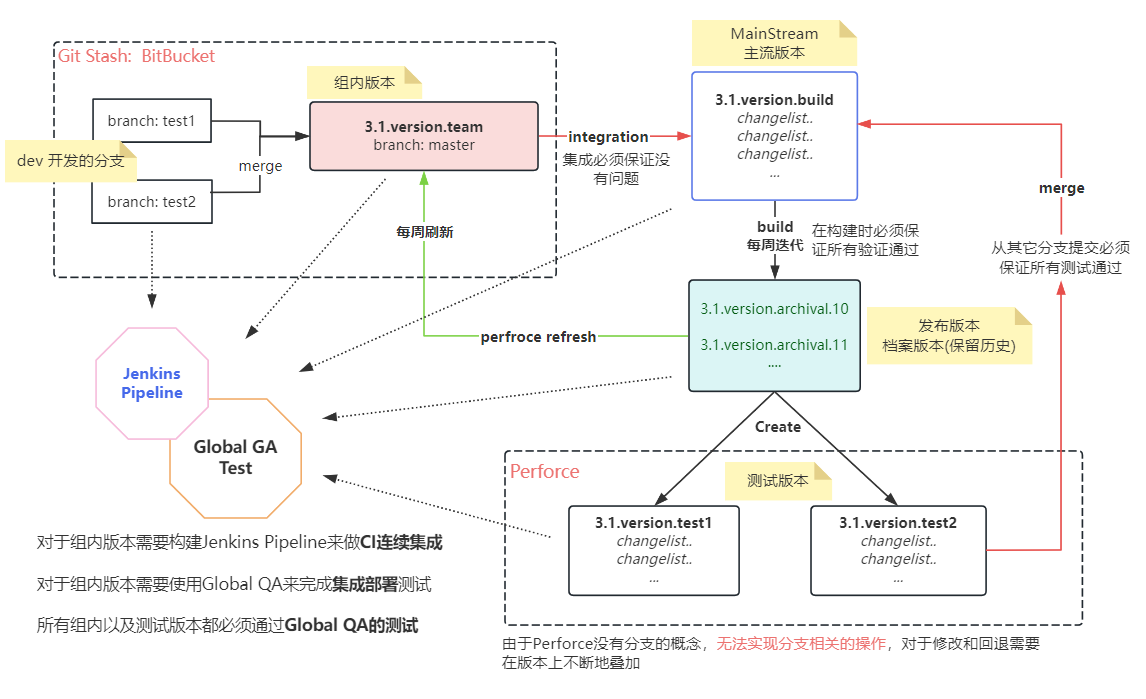 Git Stash: BitBucket
组内版本
branch: test1
dev 开发的分支
branch: test2
merge
3.1.version.team
branch: master
每周刷新
integration
集成必须保证没
有问题
MainStream
主流版本
3.1.version.build
changelist..
changelist..
changelist..
...
build
每周迭代
在构建时必须保
证所有验证通过
merge
从其它分支提交必须
保证所有测试通过
perfroce refresh
3.1.version.archival.10
3.1.version.archival.11
....
发布版本
档案版本(保留历史)
Jenkins
Pipeline
Global GA
Test
Create
Perforce
测试版本
3.1.version.test1
changelist..
changelist..
...
3.1.version.test2
changelist..
changelist..
...
对于组内版本需要构建Jenkins Pipeline来做CI连续集成
对于组内版本需要使用Global QA来完成集成部署测试
所有组内以及测试版本都必须通过Global QA的测试
由于Perforce没有分支的概念，无法实现分支相关的操作，对于修改和回退需要
在版本上不断地叠加